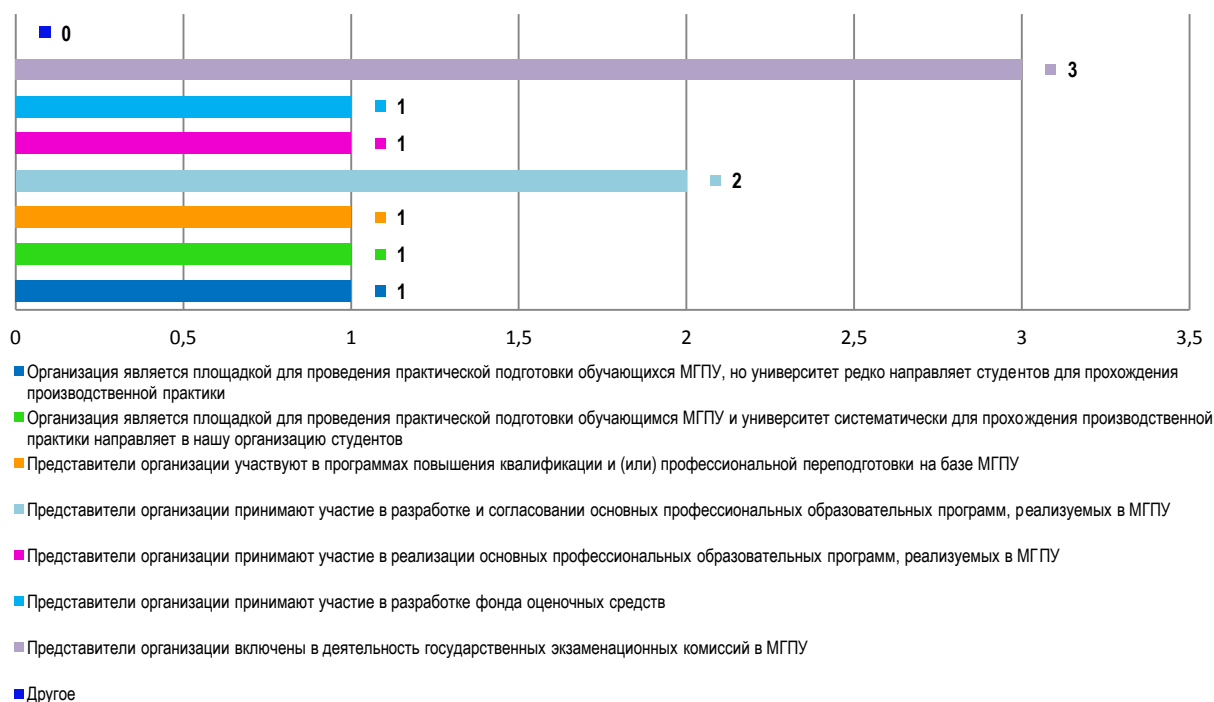 0
3
1
1
2
1
1
1
0 0,5 1 1,5 2 2,5 3 3,5
Организация является площадкой для проведения практической подготовки обучающихся МГПУ, но университет редко направляет студентов для прохождения
производственной практики
Организация является площадкой для проведения практической подготовки обучающимся МГПУ и университет систематически для прохождения производственной
практики направляет в нашу организацию студентов
Представители организации участвуют в программах повышения квалификации и (или) профессиональной переподготовки на базе МГПУ
Представители организации принимают участие в разработке и согласовании основных профессиональных образовательных программ, реализуемых в МГПУ
Представители организации принимают участие в реализации основных профессиональных образовательных программ, реализуемых в МГПУ
Представители организации принимают участие в разработке фонда оценочных средств
Представители организации включены в деятельность государственных экзаменационных комиссий в МГПУ
Другое